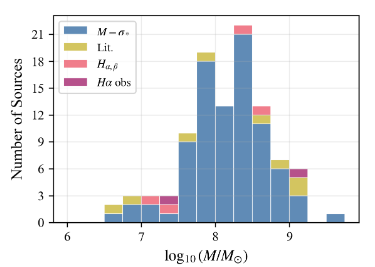 21
18
15
12
9
6
3
0
Number of Sources
M − σ*
Lit.
Hα,β
Hα obs
6 7 8 9
log10 (M/M⊙)